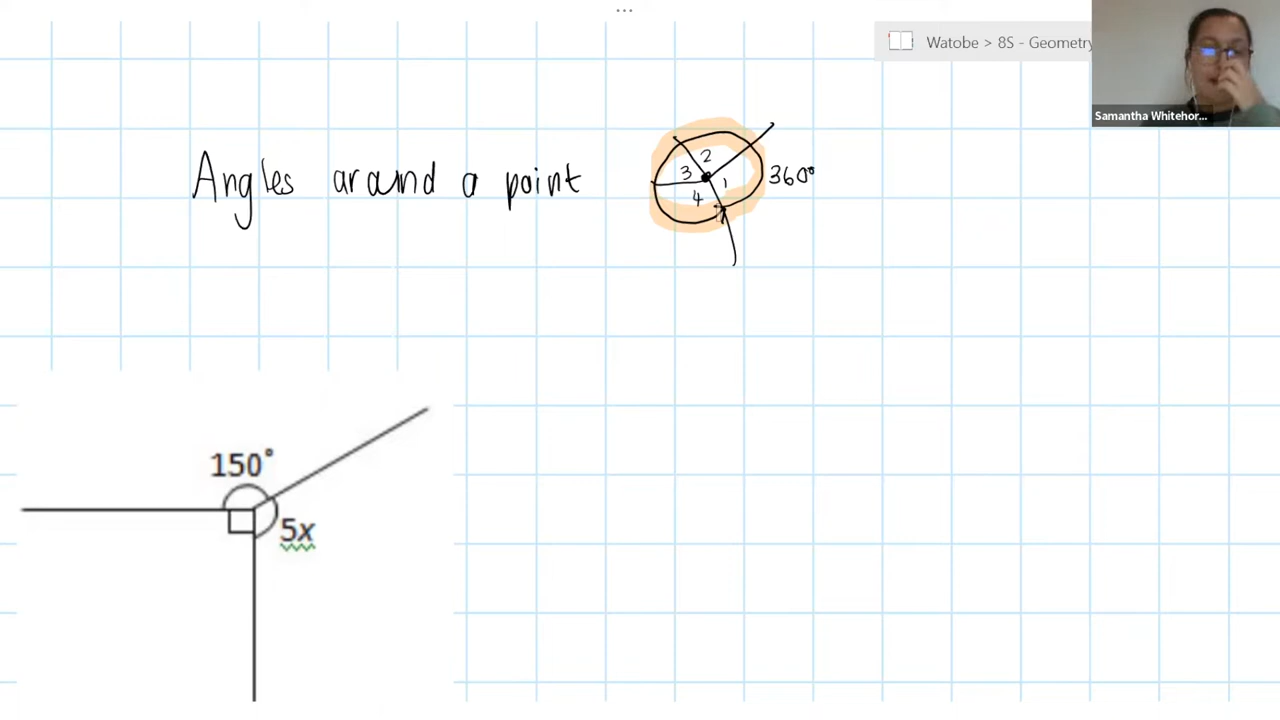 ...
Watobe > 8S - Geometry
Samantha Whitehor...
Angles around a point
2
3
1
4
360°
150°
5x